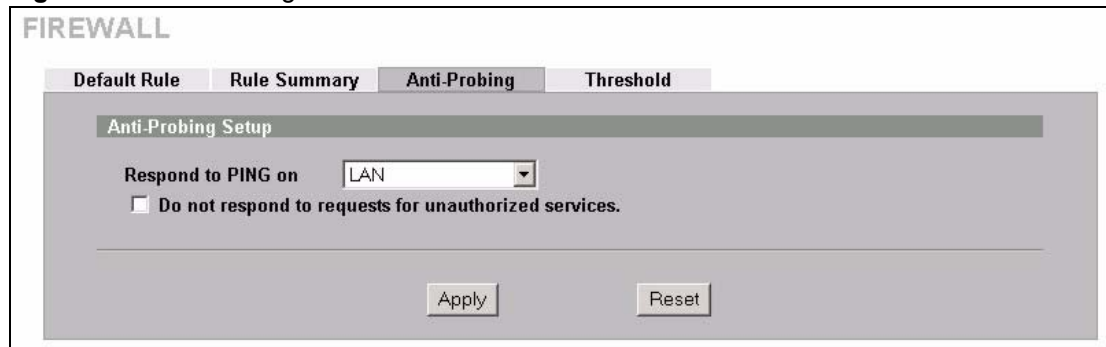 FIREWALL
Default Rule Rule Summary Anti-Probing Threshold
Anti-Probing Setup
Respond to PING on LAN
Do not respond to requests for unauthorized services.
Apply Reset